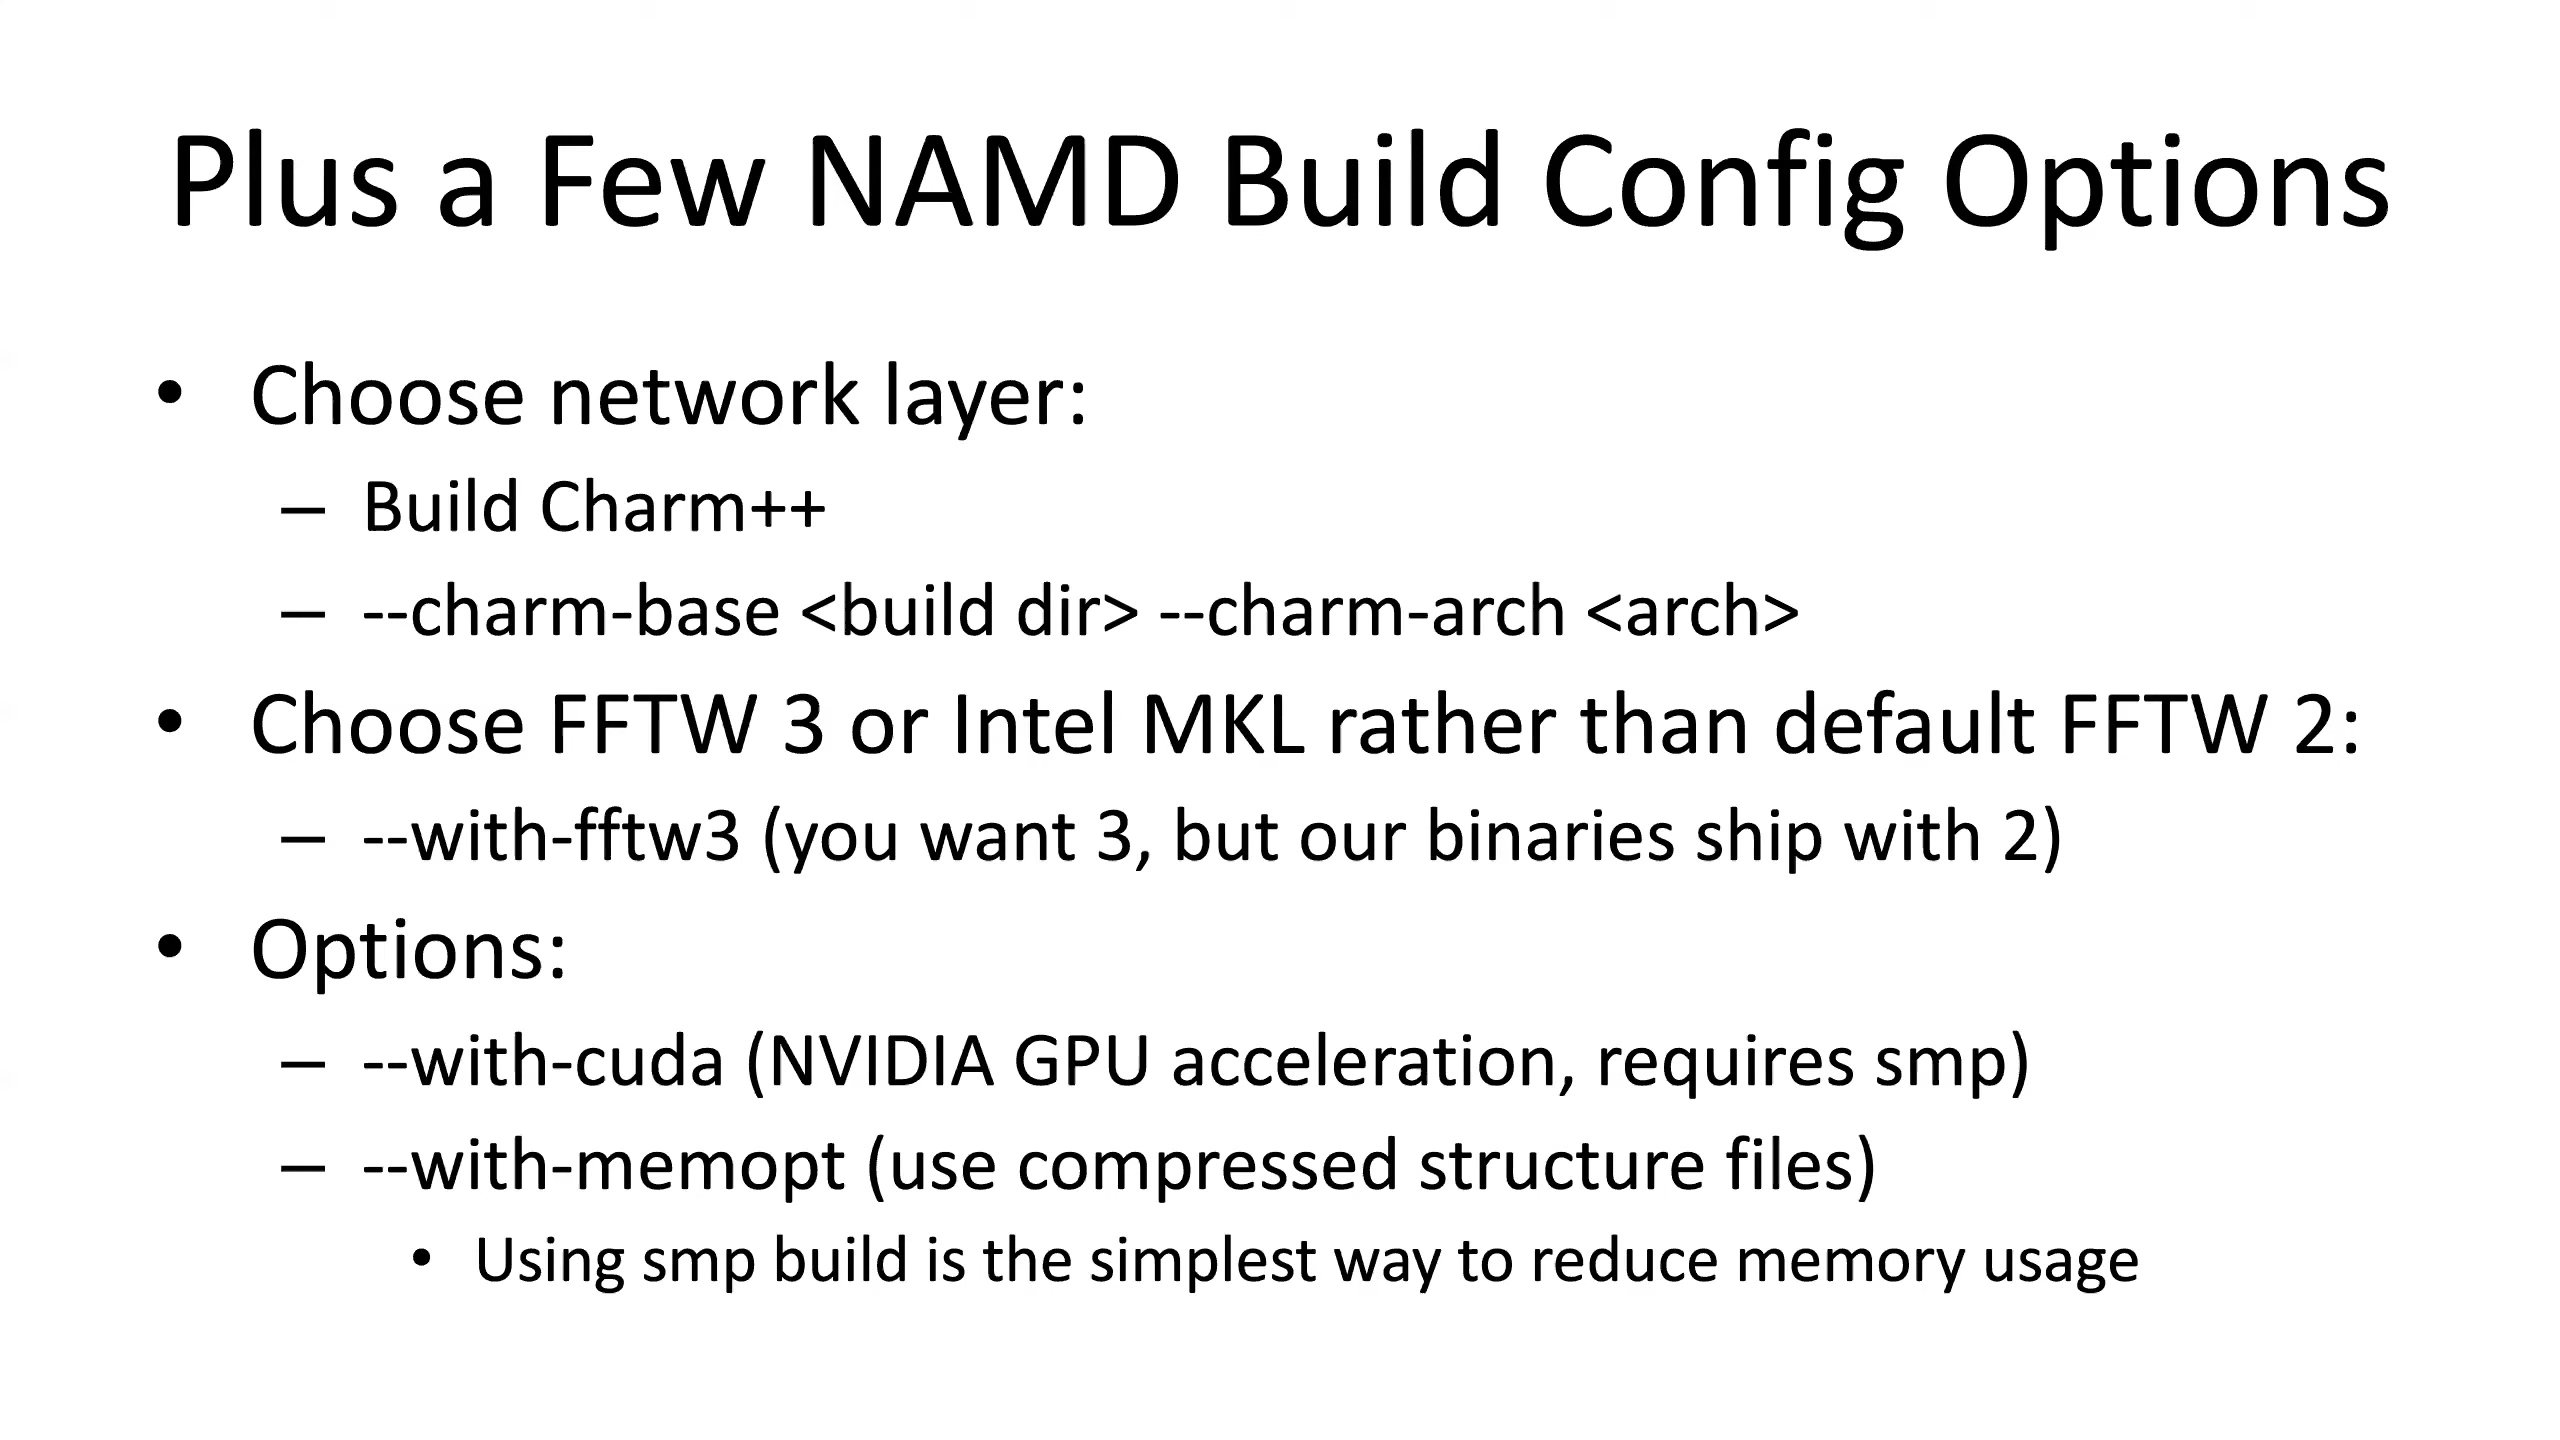 Plus a Few NAMD Build Config Options
• Choose network layer:
– Build Charm++
– --charm-base <build dir> --charm-arch <arch>
• Choose FFTW 3 or Intel MKL rather than default FFTW 2:
– --with-fftw3 (you want 3, but our binaries ship with 2)
• Options:
– --with-cuda (NVIDIA GPU acceleration, requires smp)
– --with-memopt (use compressed structure files)
• Using smp build is the simplest way to reduce memory usage